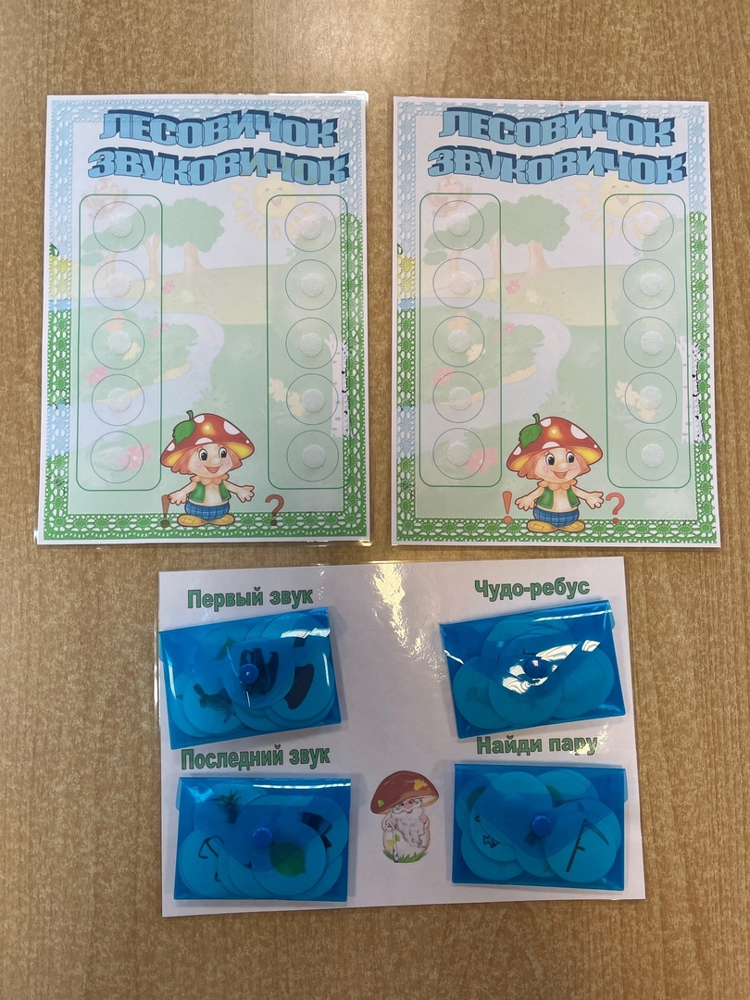 ЛЕСОВИЧОК
ЗВУКОВИЧОК
! ?
ЛЕСОВИЧОК
ЗВУКОВИЧОК
! ?
Первый звук
Чудо-ребус
Последний звук
Найди пару